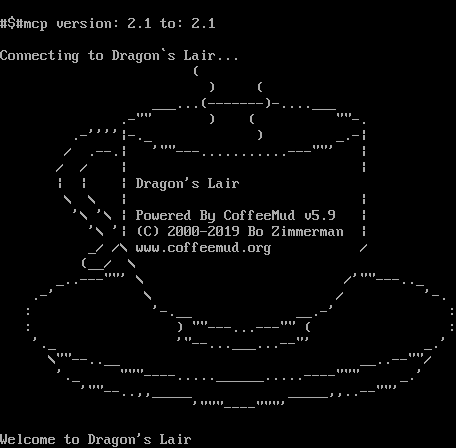 #$#mcp version: 2.1 to: 2.1
Connecting to Dragon`s Lair...
Dragon's Lair
Powered By CoffeeMud v5.9
(C) 2000-2019 Bo Zimmerman
www.coffeemud.org
Welcome to Dragon's Lair